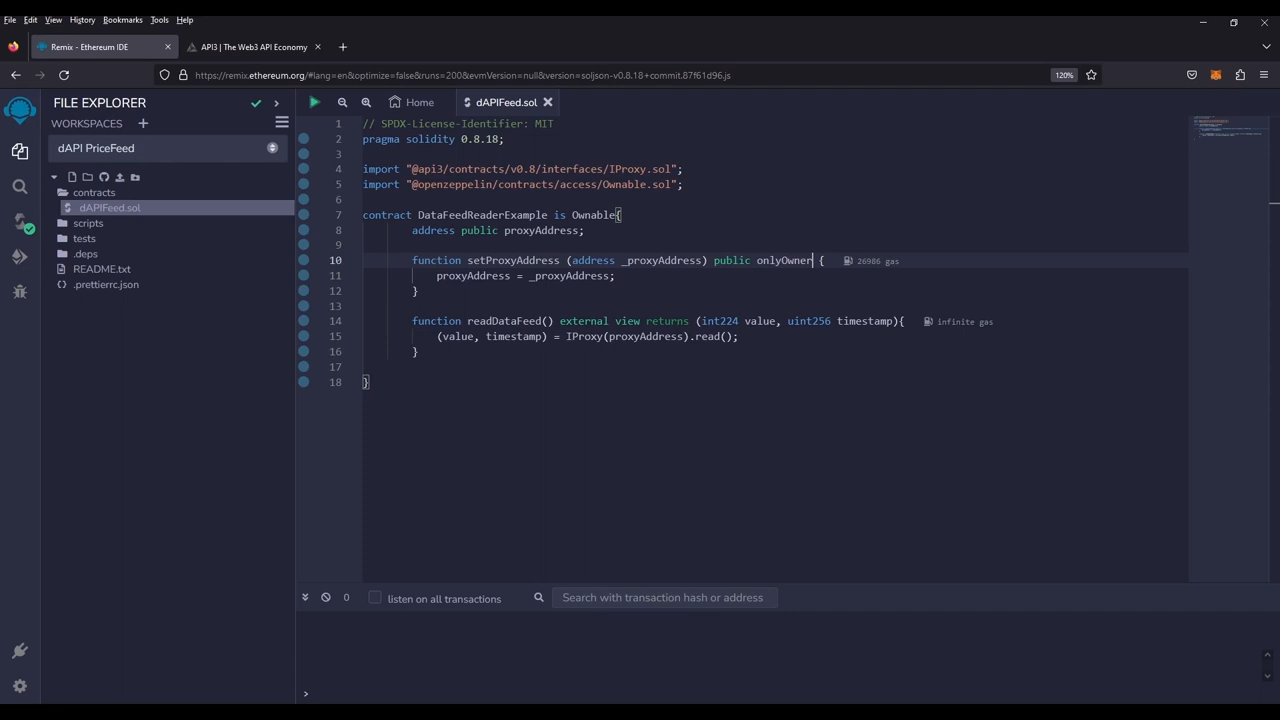 File Edit View History Bookmarks Tools Help
Remix - Ethereum IDE
API3 | The Web3 API Economy
https://remix.ethereum.org/#lang=en&optimize=false&runs=200&evmVersion=null&version=soljson-v0.8.18+commit.87f61d96.js
120%
FILE EXPLORER
WORKSPACES
dAPI PriceFeed
contracts
dAPIFeed.sol
scripts
tests
.deps
README.txt
.prettierrc.json
Home
dAPIFeed.sol
1 // SPDX-License-Identifier: MIT
2 pragma solidity 0.8.18;
3
4 import "@api3/contracts/v0.8/interfaces/IProxy.sol";
5 import "@openzeppelin/contracts/access/Ownable.sol";
6
7 contract DataFeedReaderExample is Ownable{
8 address public proxyAddress;
9
10 function setProxyAddress (address _proxyAddress) public onlyOwner { 26986 gas
11 proxyAddress = _proxyAddress;
12 }
13
14 function readDataFeed() external view returns (int224 value, uint256 timestamp){ infinite gas
15 (value, timestamp) = IProxy(proxyAddress).read();
16 }
17
18 }
0 listen on all transactions
Search with transaction hash or address
>